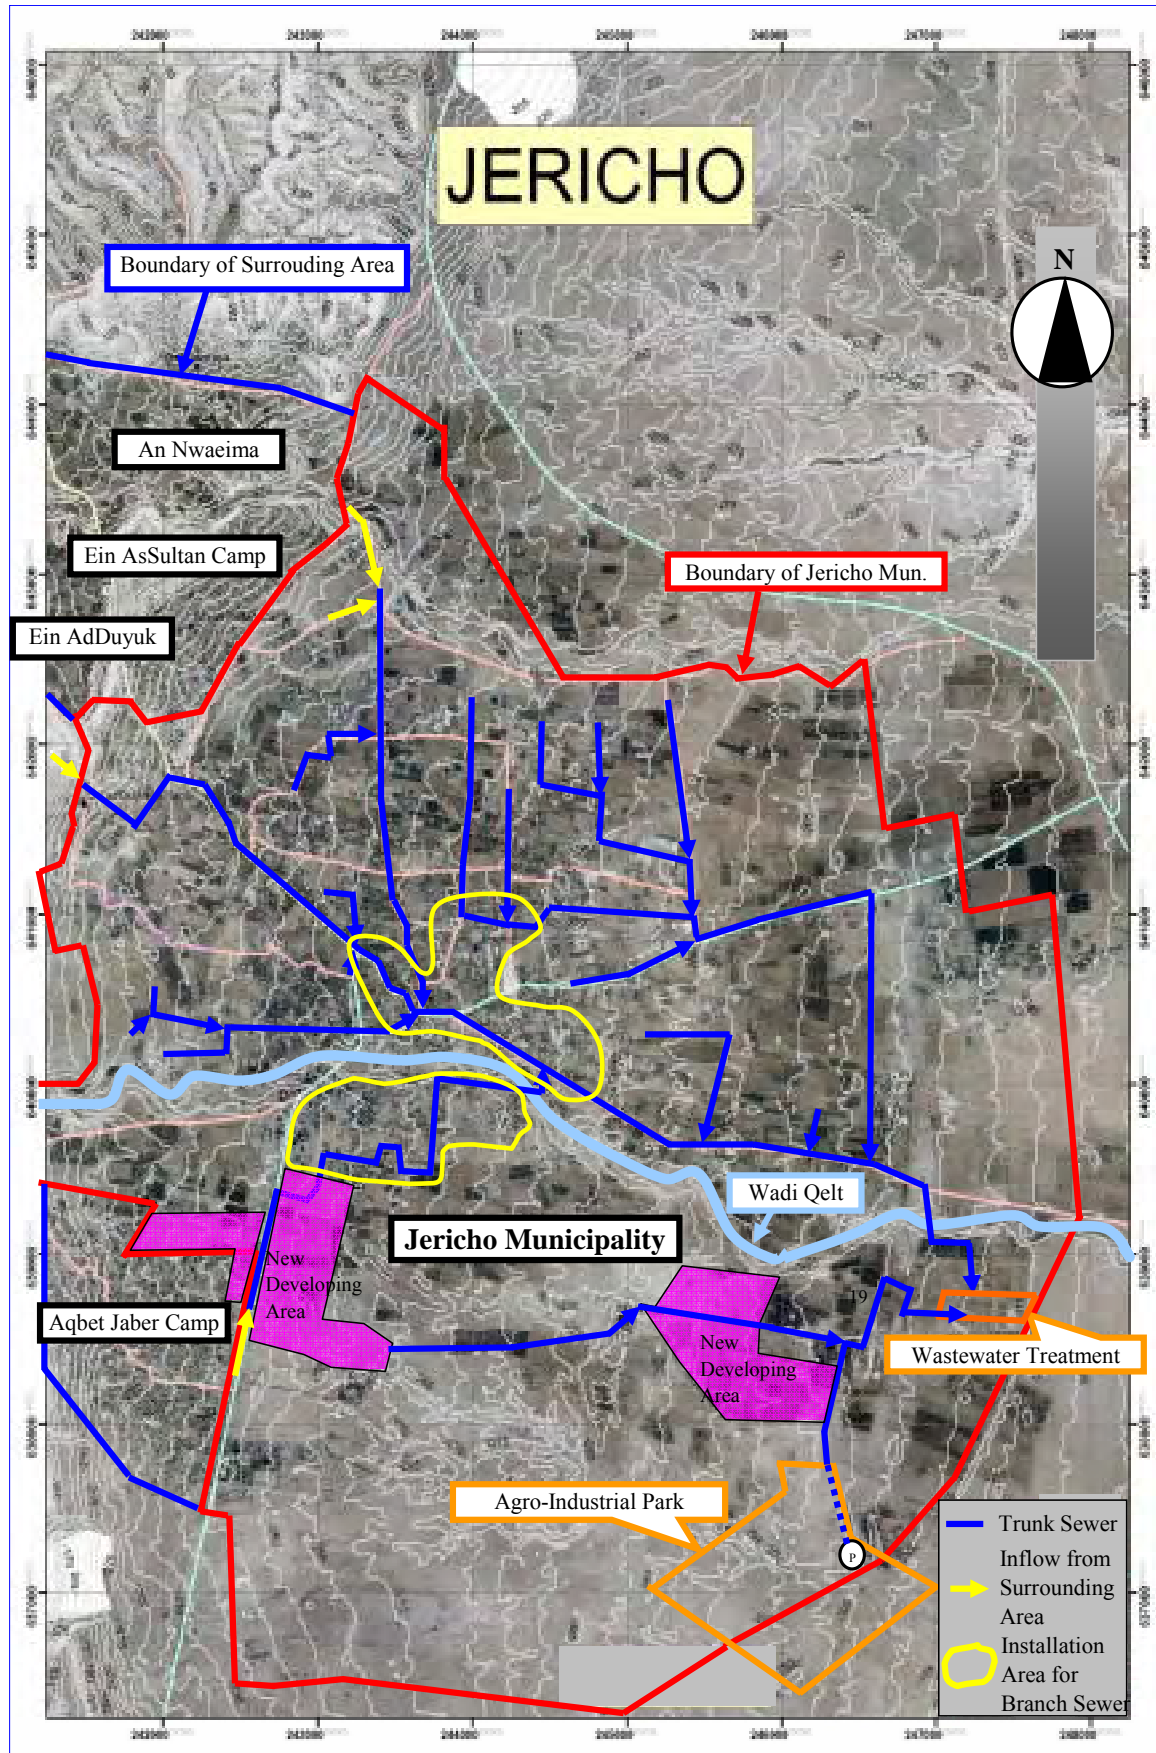 JERICHO
N
Boundary of Surrouding Area
An Nwaeima
Ein AsSultan Camp
Boundary of Jericho Mun.
Ein AdDuyuk
Wadi Qelt
Jericho Municipality
New
Developing
Area
Aqbet Jaber Camp
New
Developing
Area
Wastewater Treatment
Agro-Industrial Park
P
Trunk Sewer
Inflow from
Surrounding
Area
Installation
Area for
Branch Sewer